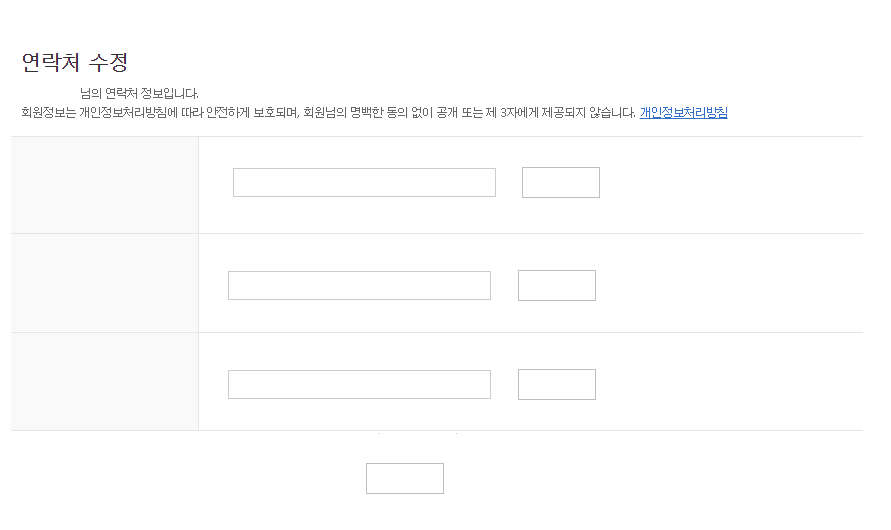 연락처 수정
님의 연락처 정보입니다.
회원정보는 개인정보처리방침에 따라 안전하게 보호되며, 회원님의 명백한 동의 없이 공개 또는 제 3자에게 제공되지 않습니다. 개인정보처리방침